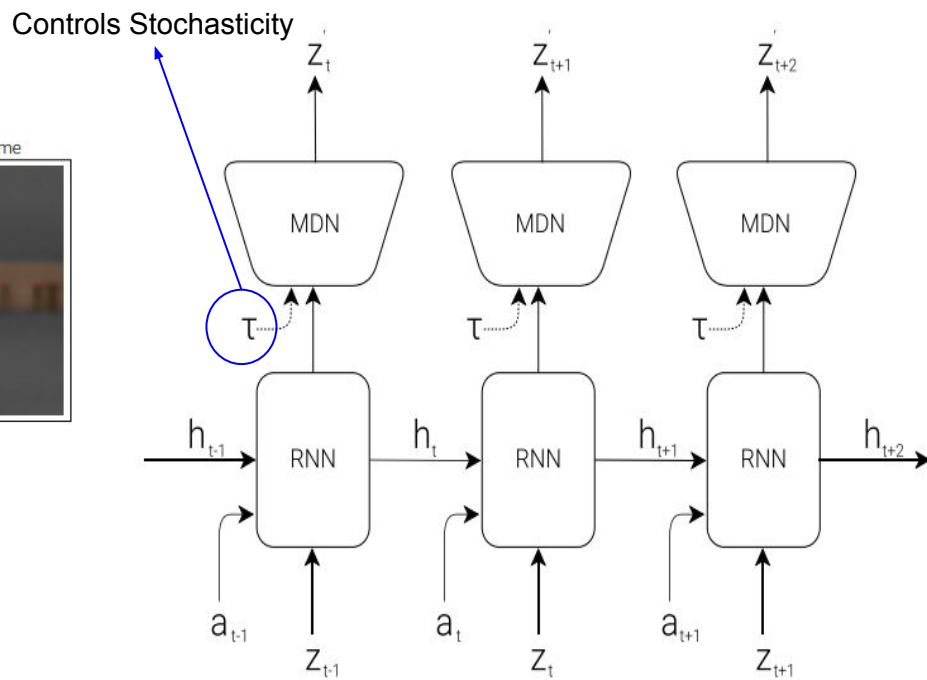 Controls Stochasticity
z'ₜ z'ₜ₊₁ z'ₜ₊₂
me
MDN MDN MDN
τ τ τ
hₜ₋₁ hₜ hₜ₊₁ hₜ₊₂
RNN RNN RNN
aₜ₋₁ aₜ aₜ₊₁
zₜ₋₁ zₜ zₜ₊₁